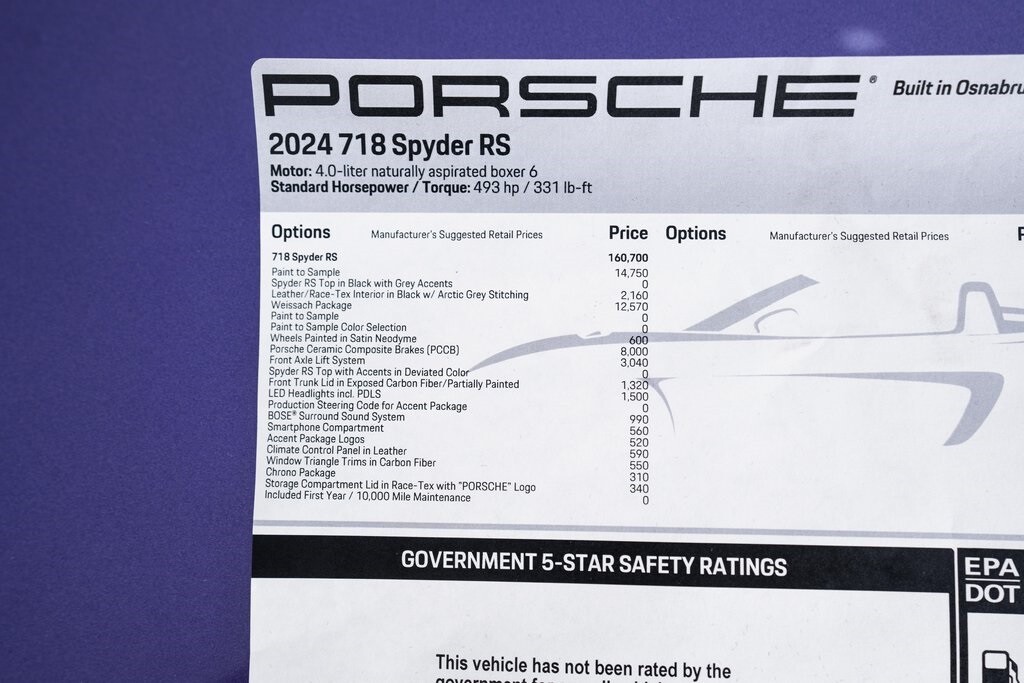 PORSCHE®
Built in Osnabru
2024 718 Spyder RS
Motor: 4.0-liter naturally aspirated boxer 6
Standard Horsepower / Torque: 493 hp / 331 lb-ft
Options Manufacturer's Suggested Retail Prices Price Options Manufacturer's Suggested Retail Prices P
718 Spyder RS 160,700
Paint to Sample 14,750
Spyder RS Top in Black with Grey Accents 0
Leather/Race-Tex Interior in Black w/ Arctic Grey Stitching 2,160
Weissach Package 12,570
Paint to Sample 0
Paint to Sample Color Selection 0
Wheels Painted in Satin Neodyme 600
Porsche Ceramic Composite Brakes (PCCB) 8,000
Front Axle Lift System 3,040
Spyder RS Top with Accents in Deviated Color 0
Front Trunk Lid in Exposed Carbon Fiber/Partially Painted 1,320
LED Headlights incl. PDLS 1,500
Production Steering Code for Accent Package 0
BOSE® Surround Sound System 990
Smartphone Compartment 560
Accent Package Logos 520
Climate Control Panel in Leather 590
Window Triangle Trims in Carbon Fiber 550
Chrono Package 310
Storage Compartment Lid in Race-Tex with "PORSCHE" Logo 340
Included First Year / 10,000 Mile Maintenance 0
GOVERNMENT 5-STAR SAFETY RATINGS
EPA
DOT
This vehicle has not been rated by the
government for